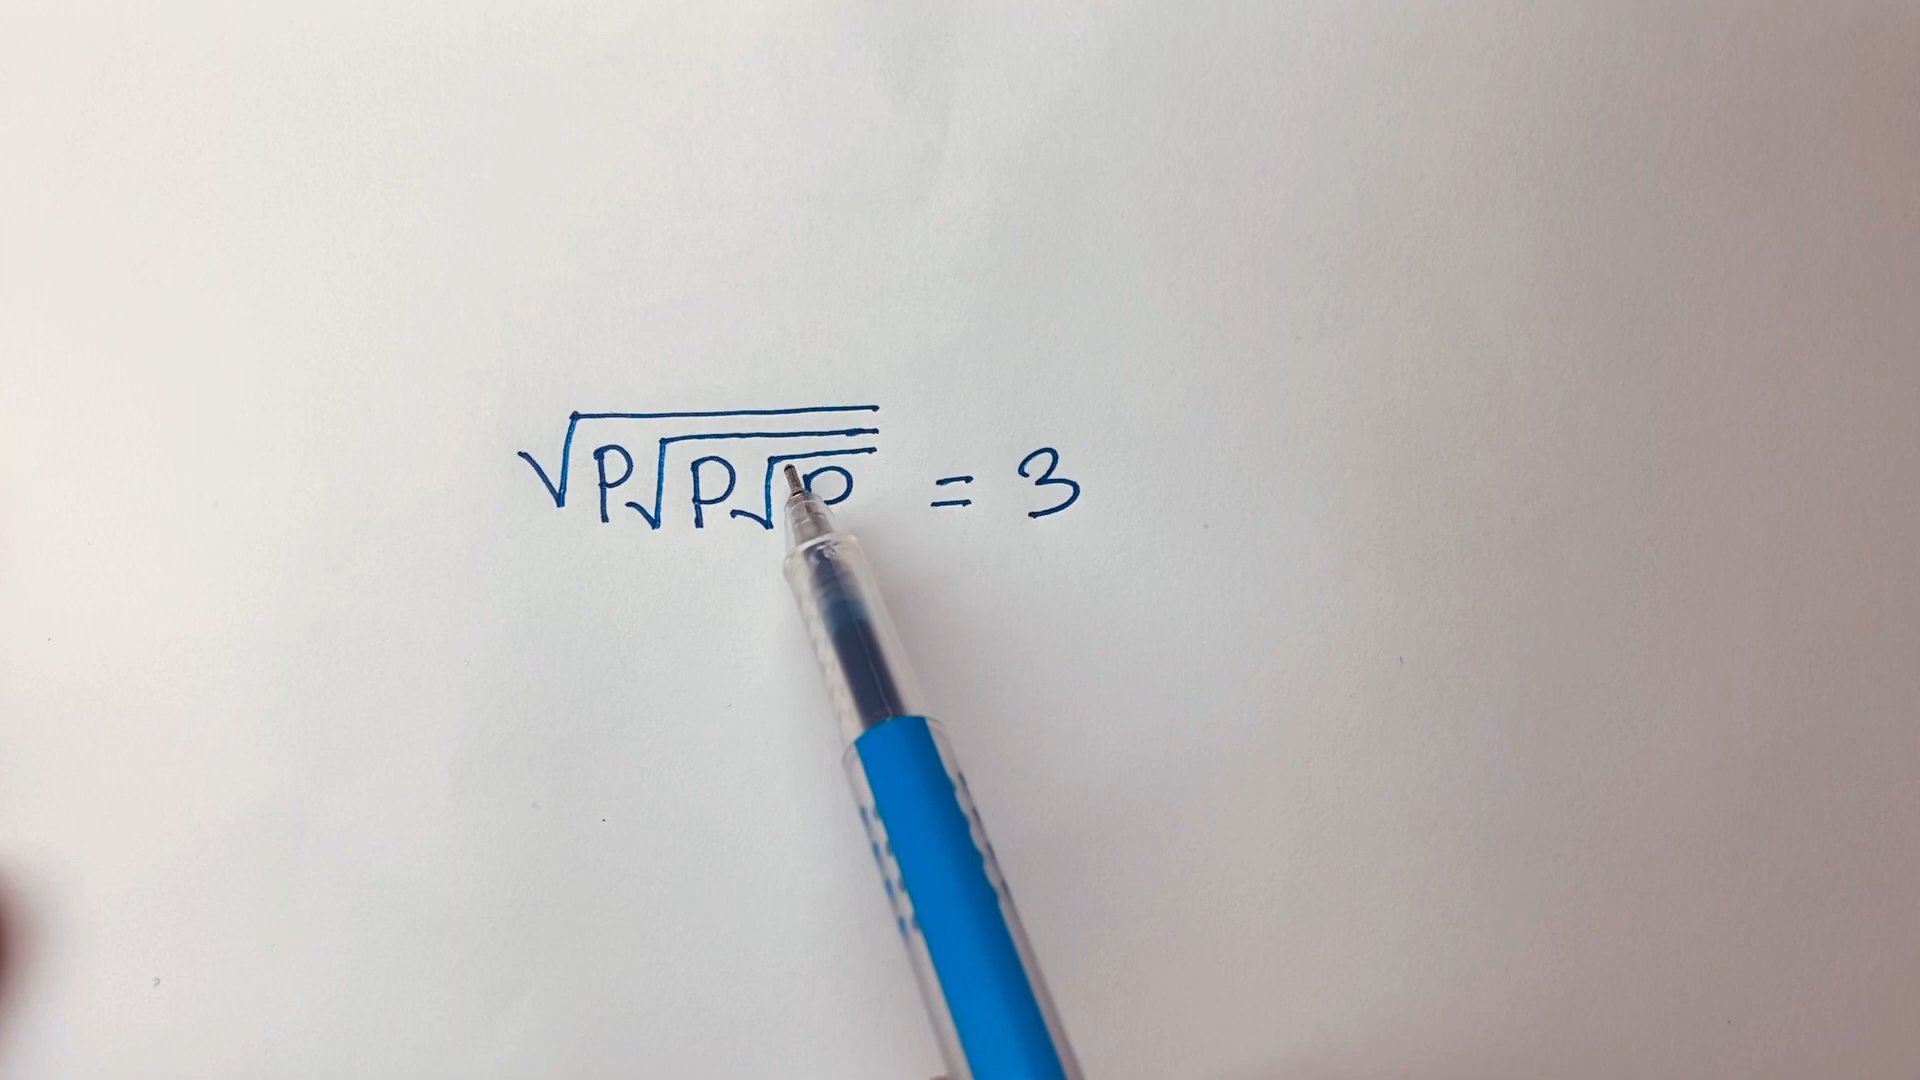 √(P√(P√P)) = 3